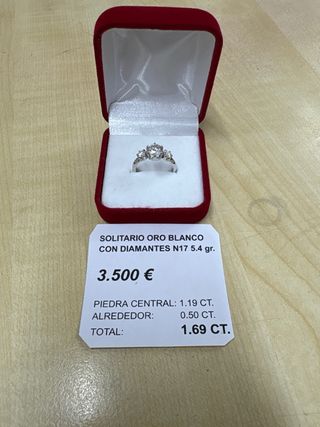 SOLITARIO ORO BLANCO
CON DIAMANTES N17 5.4 gr.
3.500 €
PIEDRA CENTRAL: 1.19 CT.
ALREDEDOR: 0.50 CT.
TOTAL: 1.69 CT.